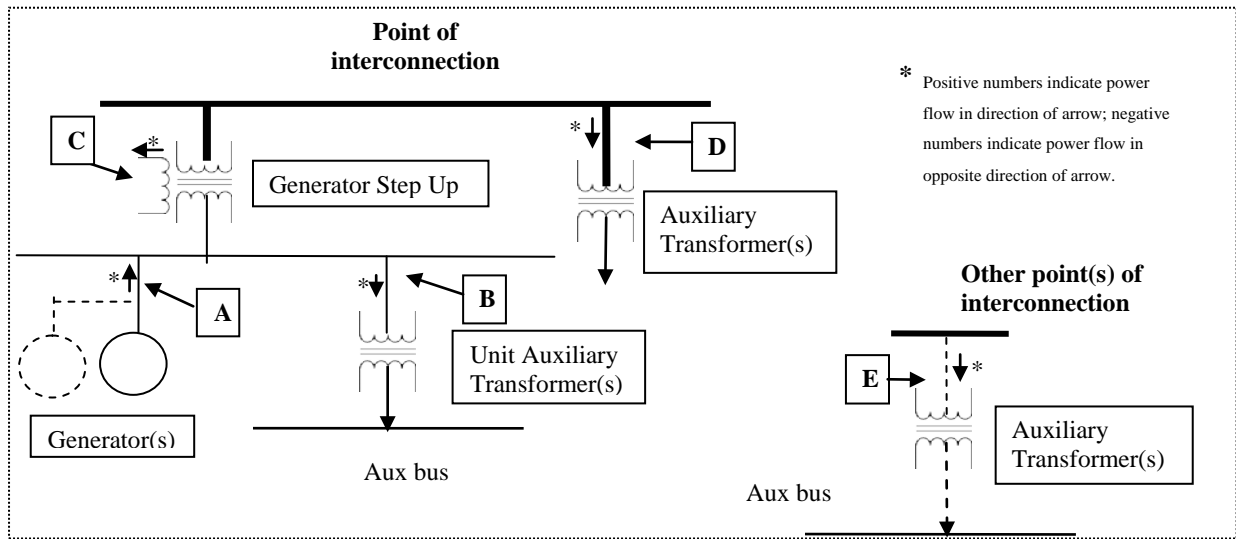 Point of
interconnection
* Positive numbers indicate power
flow in direction of arrow; negative
numbers indicate power flow in
opposite direction of arrow.
C
*
Generator Step Up
*
D
Auxiliary
Transformer(s)
*
A
*
B
Unit Auxiliary
Transformer(s)
Generator(s)
Aux bus
Other point(s) of
interconnection
E
*
Auxiliary
Transformer(s)
Aux bus